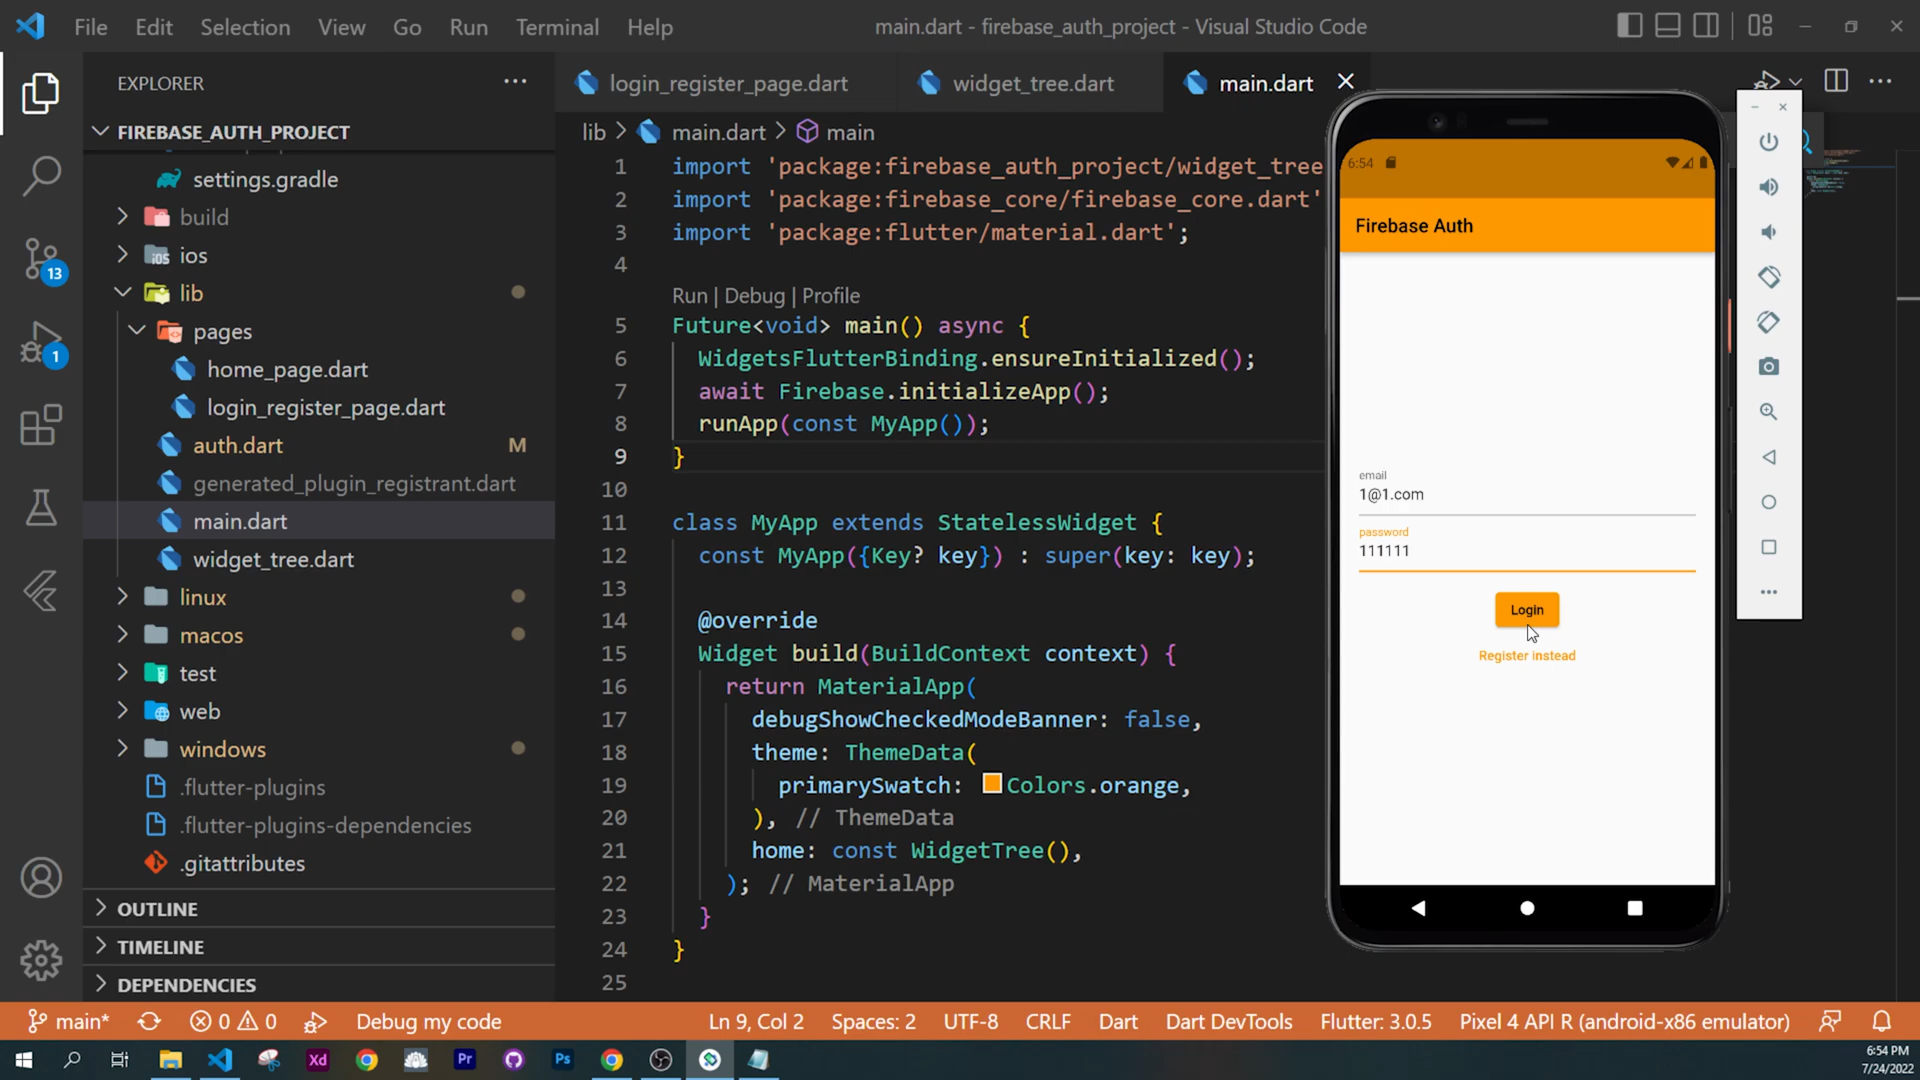 File Edit Selection View Go Run Terminal Help
main.dart - firebase_auth_project - Visual Studio Code
EXPLORER
FIREBASE_AUTH_PROJECT
settings.gradle
build
ios
lib
pages
home_page.dart
login_register_page.dart
auth.dart M
generated_plugin_registrant.dart
main.dart
widget_tree.dart
linux
macos
test
web
windows
.flutter-plugins
.flutter-plugins-dependencies
.gitattributes
OUTLINE
TIMELINE
DEPENDENCIES
13
1
login_register_page.dart widget_tree.dart main.dart
lib > main.dart > main
1 import 'package:firebase_auth_project/widget_tree
2 import 'package:firebase_core/firebase_core.dart'
3 import 'package:flutter/material.dart';
4
Run | Debug | Profile
5 Future<void> main() async {
6 WidgetsFlutterBinding.ensureInitialized();
7 await Firebase.initializeApp();
8 runApp(const MyApp());
9 }
10
11 class MyApp extends StatelessWidget {
12 const MyApp({Key? key}) : super(key: key);
13
14 @override
15 Widget build(BuildContext context) {
16 return MaterialApp(
17 debugShowCheckedModeBanner: false,
18 theme: ThemeData(
19 primarySwatch: Colors.orange,
20 ), // ThemeData
21 home: const WidgetTree(),
22 ); // MaterialApp
23 }
24 }
25
6:54
Firebase Auth
email
1@1.com
password
111111
Login
Register instead
main* 0 0 Debug my code Ln 9, Col 2 Spaces: 2 UTF-8 CRLF Dart Dart DevTools Flutter: 3.0.5 Pixel 4 API R (android-x86 emulator)
Xd Pr Ps
6:54 PM
7/24/2022